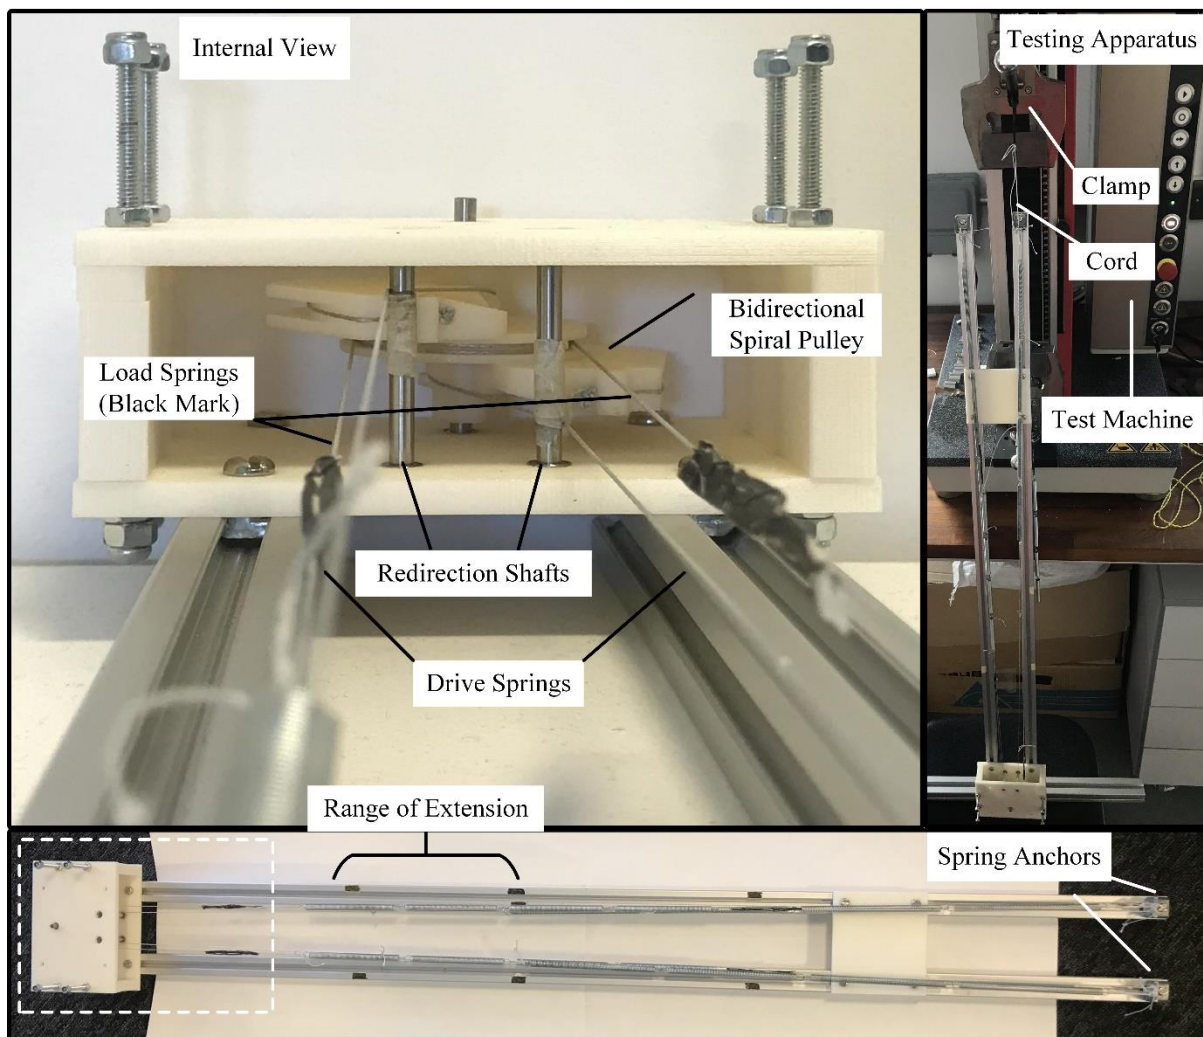 Internal View
Load Springs
(Black Mark)
Bidirectional
Spiral Pulley
Redirection Shafts
Drive Springs
Testing Apparatus
Clamp
Cord
Test Machine
Range of Extension
Spring Anchors